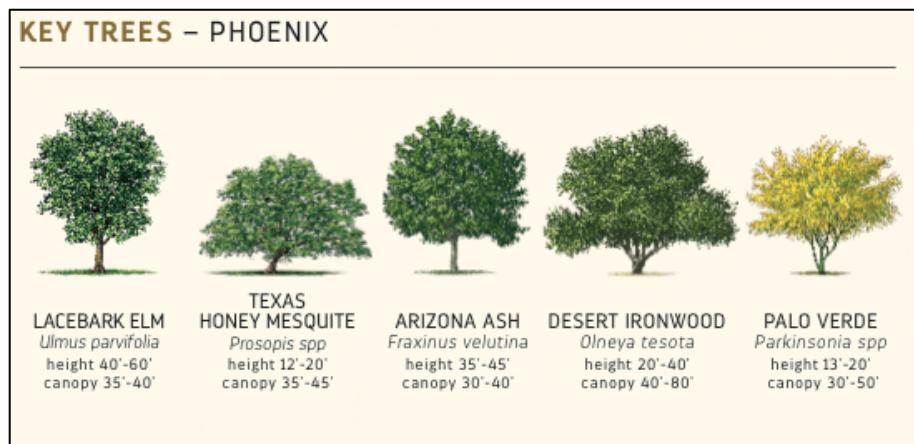 KEY TREES – PHOENIX
LACEBARK ELM
Ulmus parvifolia
height 40'-60'
canopy 35'-40'
TEXAS
HONEY MESQUITE
Prosopis spp
height 12'-20'
canopy 35'-45'
ARIZONA ASH
Fraxinus velutina
height 35'-45'
canopy 30'-40'
DESERT IRONWOOD
Olneya tesota
height 20'-40'
canopy 40'-80'
PALO VERDE
Parkinsonia spp
height 13'-20'
canopy 30'-50'